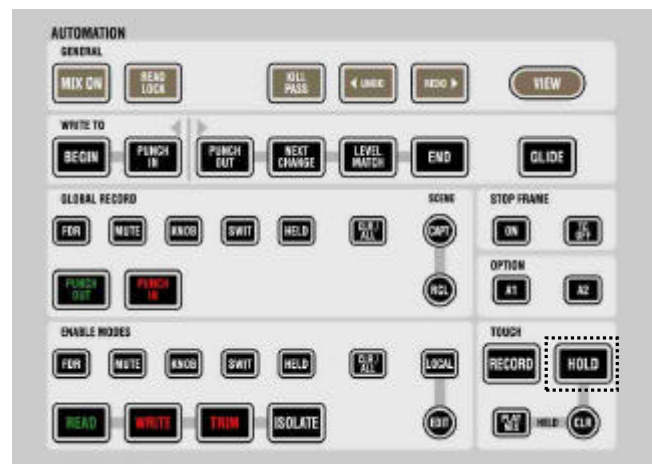 AUTOMATION
GENERAL
MIX ON
READ LOCK
KILL PASS
UNDO
REDO
VIEW
WRITE TO
BEGIN
PUNCH IN
PUNCH OUT
NEXT CHANGE
LEVEL MATCH
END
GLIDE
GLOBAL RECORD
SCENE
STOP FRAME
FDR
MUTE
KNOB
SWIT
HELD
CLR/ ALL
CAPT
ON
TC OFF
PUNCH OUT
PUNCH IN
RCL
OPTION
A1
A2
ENABLE MODES
TOUCH
FDR
MUTE
KNOB
SWIT
HELD
CLR/ ALL
LOCAL
RECORD
HOLD
READ
WRITE
TRIM
ISOLATE
EDIT
HELD
CLR